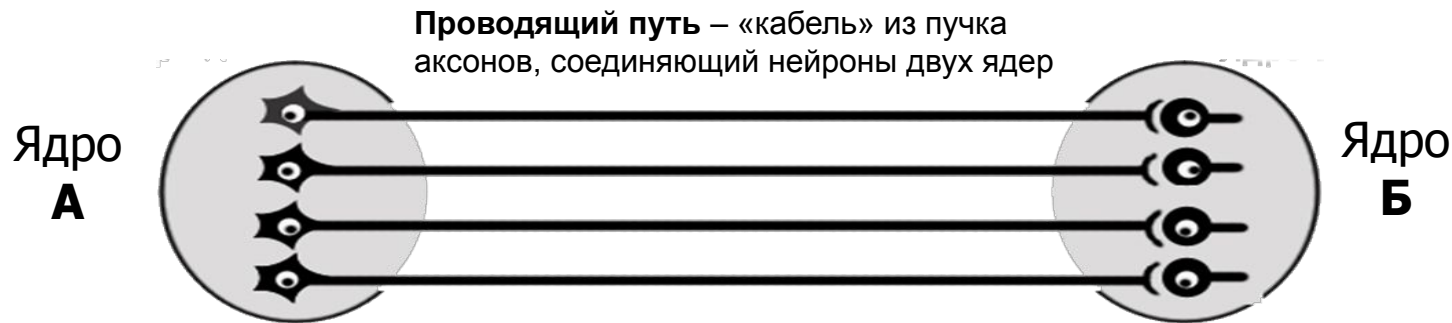 Проводящий путь – «кабель» из пучка
аксонов, соединяющий нейроны двух ядер
Ядро
А
Ядро
Б